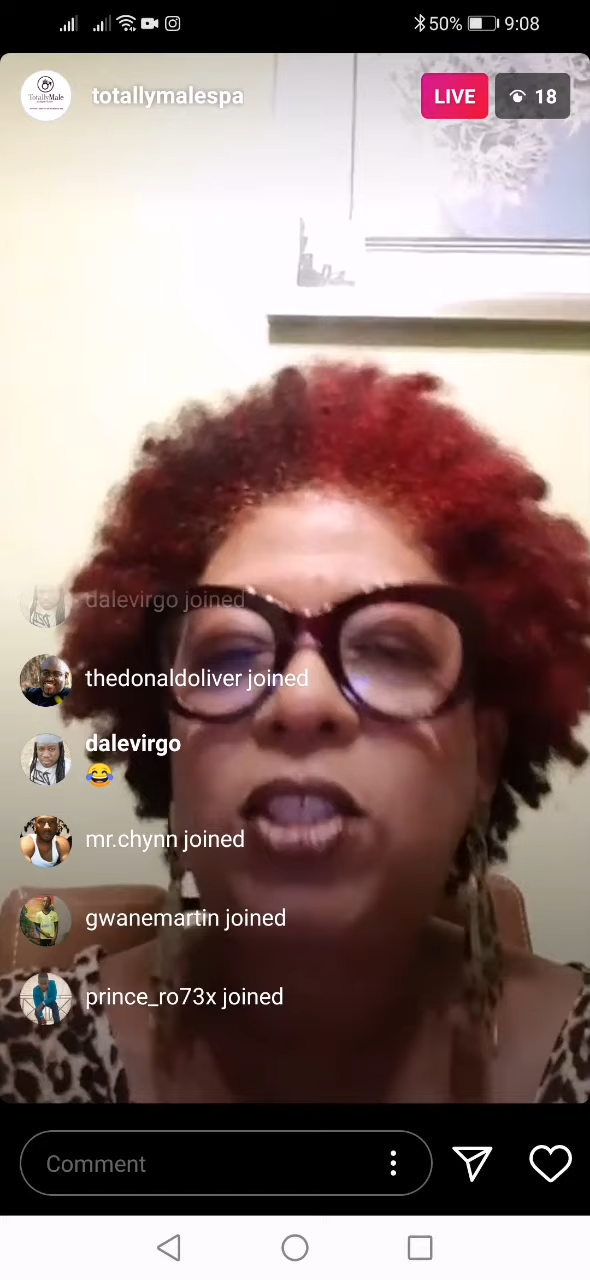 50% 9:08
TotallyMale
totallymalespa
LIVE
18
dalevirgo joined
thedonaldoliver joined
dalevirgo
😂
mr.chynn joined
gwanemartin joined
prince_ro73x joined
Comment